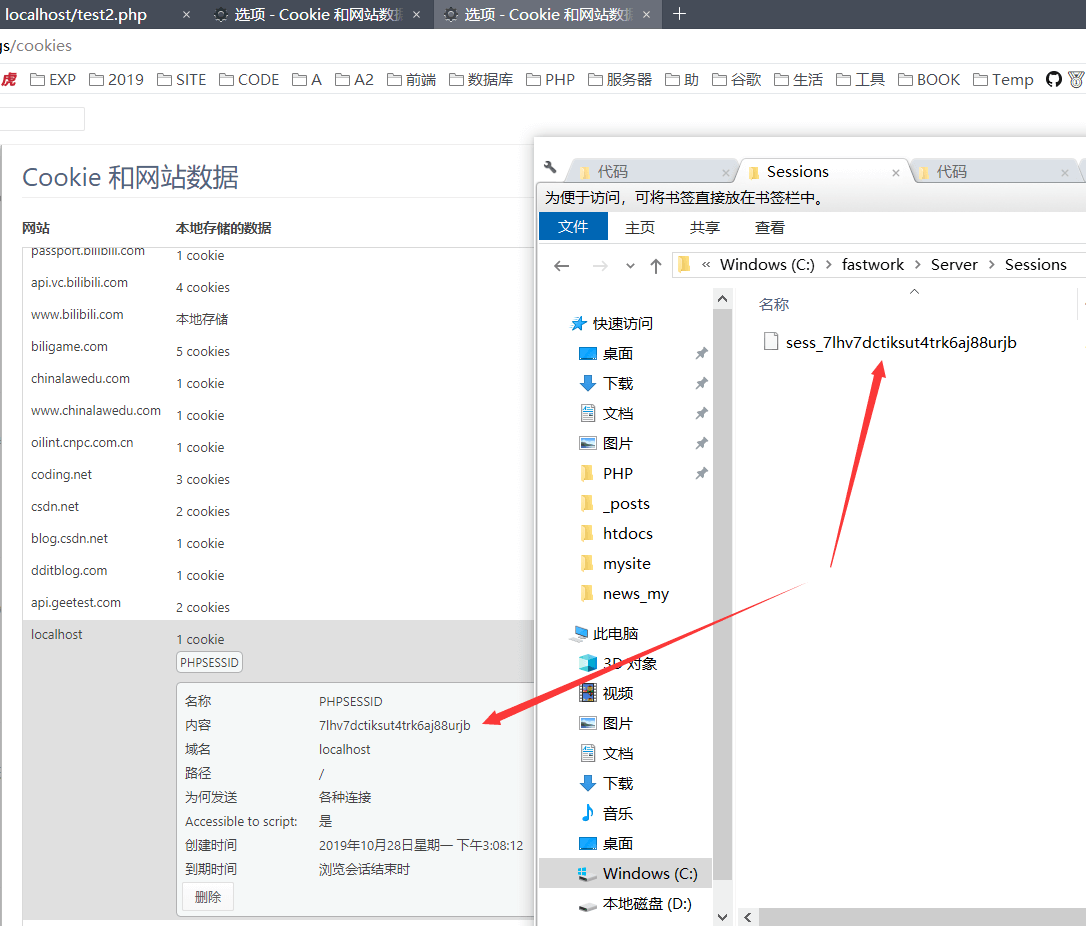 localhost/test2.php × 选项 - Cookie 和网站数据 × 选项 - Cookie 和网站数据 × +
gs/cookies
虎 EXP 2019 SITE CODE A A2 前端 数据库 PHP 服务器 助 谷歌 生活 工具 BOOK Temp
Cookie 和网站数据
网站 本地存储的数据
passport.bilibili.com 1 cookie
api.vc.bilibili.com 4 cookies
www.bilibili.com 本地存储
biligame.com 5 cookies
chinalawedu.com 1 cookie
www.chinalawedu.com 1 cookie
oilint.cnpc.com.cn 1 cookie
coding.net 3 cookies
csdn.net 2 cookies
blog.csdn.net 1 cookie
dditblog.com 1 cookie
api.geetest.com 2 cookies
localhost 1 cookie
PHPSESSID
名称 PHPSESSID
内容 7lhv7dctiksut4trk6aj88urjb
域名 localhost
路径 /
为何发送 各种连接
Accessible to script: 是
创建时间 2019年10月28日星期一 下午3:08:12
到期时间 浏览会话结束时
删除
代码 × Sessions × 代码 ×
为便于访问，可将书签直接放在书签栏中。
文件 主页 共享 查看
« Windows (C:) › fastwork › Server › Sessions
名称
sess_7lhv7dctiksut4trk6aj88urjb
快速访问
桌面
下载
文档
图片
PHP
_posts
htdocs
mysite
news_my
此电脑
3D 对象
视频
图片
文档
下载
音乐
桌面
Windows (C:)
本地磁盘 (D:)